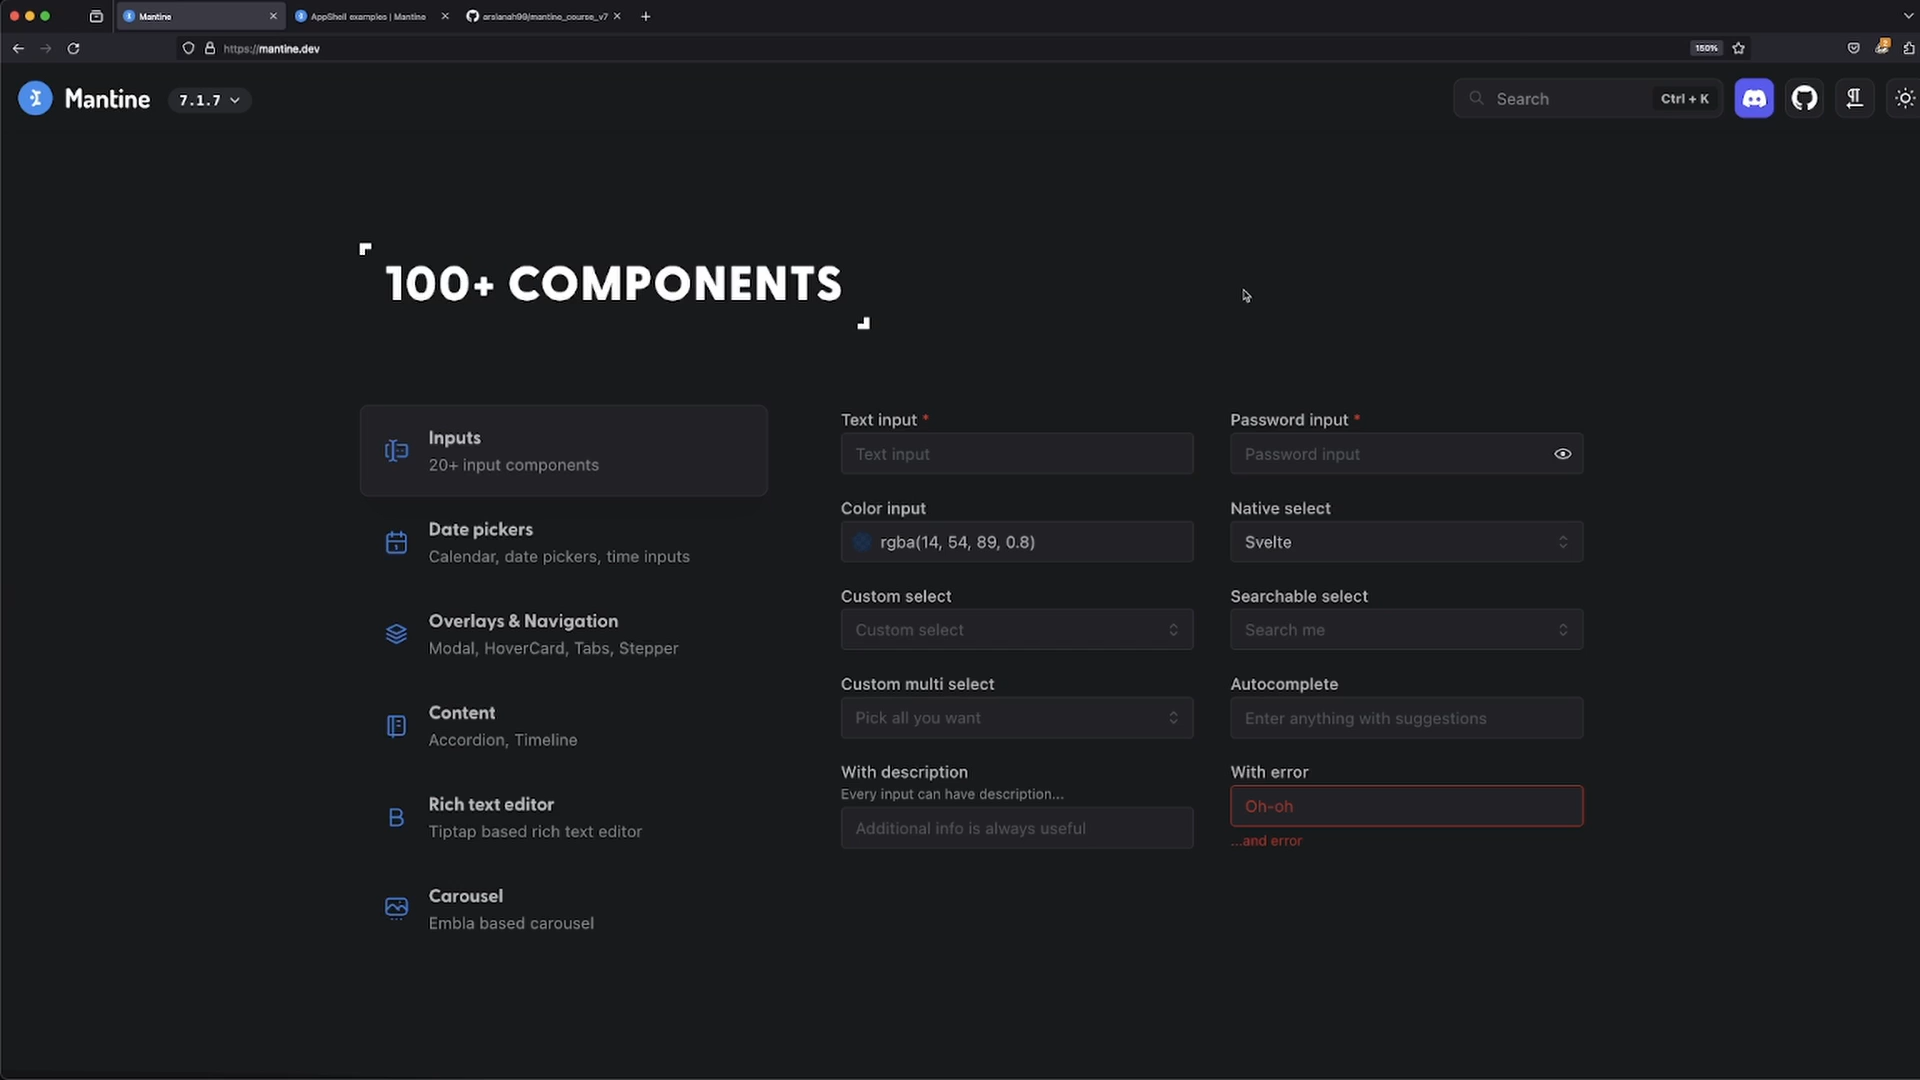 Mantine
AppShell examples | Mantine
arslanah99/mantine_course_v7
https://mantine.dev
150%
2
Mantine
7.1.7
Search
Ctrl + K
100+ COMPONENTS
Inputs
20+ input components
Date pickers
Calendar, date pickers, time inputs
Overlays & Navigation
Modal, HoverCard, Tabs, Stepper
Content
Accordion, Timeline
Rich text editor
Tiptap based rich text editor
Carousel
Embla based carousel
Text input *
Text input
Password input *
Password input
Color input
rgba(14, 54, 89, 0.8)
Native select
Svelte
Custom select
Custom select
Searchable select
Search me
Custom multi select
Pick all you want
Autocomplete
Enter anything with suggestions
With description
Every input can have description...
Additional info is always useful
With error
Oh-oh
...and error